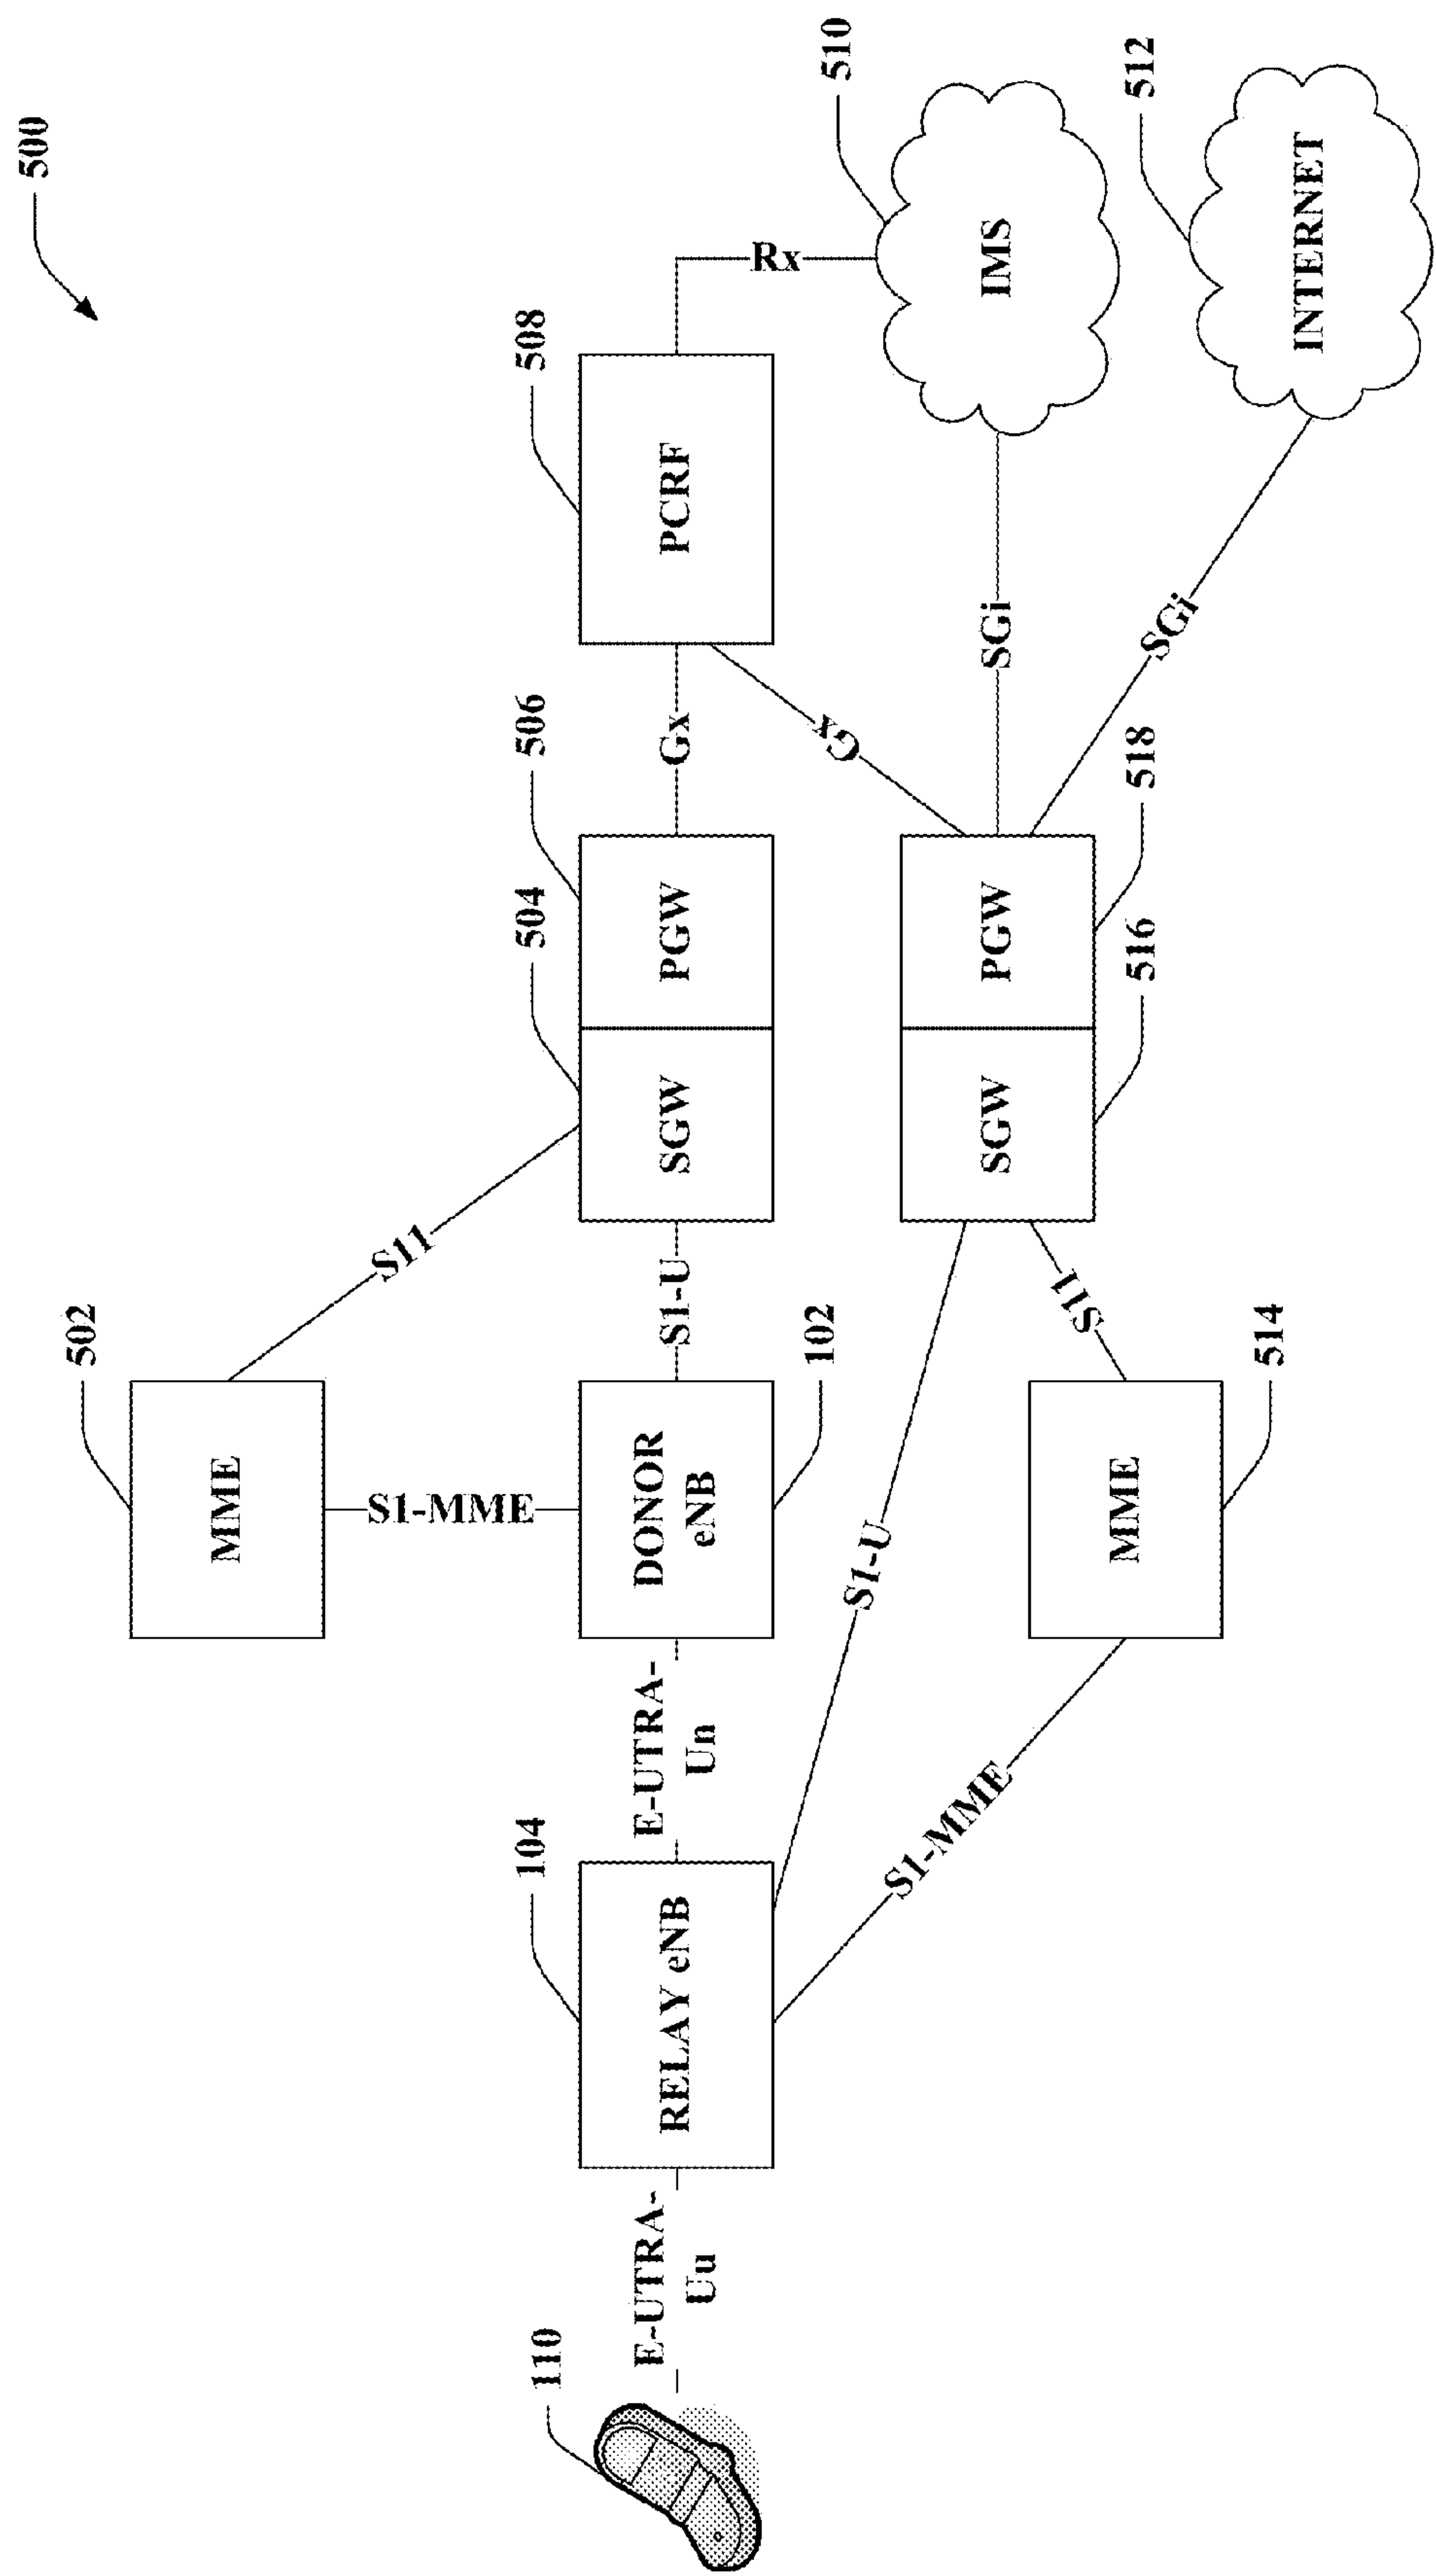 500
502
MME
S11
S1-MME
110
E-UTRA-
Uu
104
RELAY eNB
E-UTRA-
Un
DONOR
eNB
102
S1-U
504
SGW
506
PGW
Gx
508
PCRF
Rx
510
IMS
Gx
SGi
SGi
512
INTERNET
S1-U
SGW
516
PGW
518
S11
S1-MME
MME
514